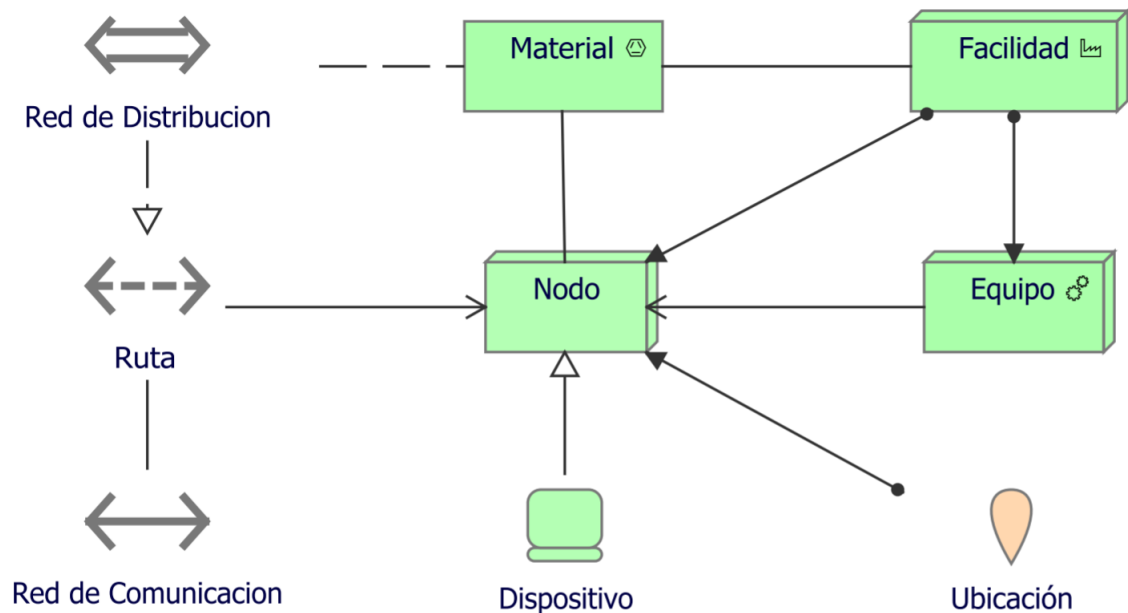 Material
Facilidad
Red de Distribucion
Nodo
Equipo
Ruta
Red de Comunicacion
Dispositivo
Ubicación